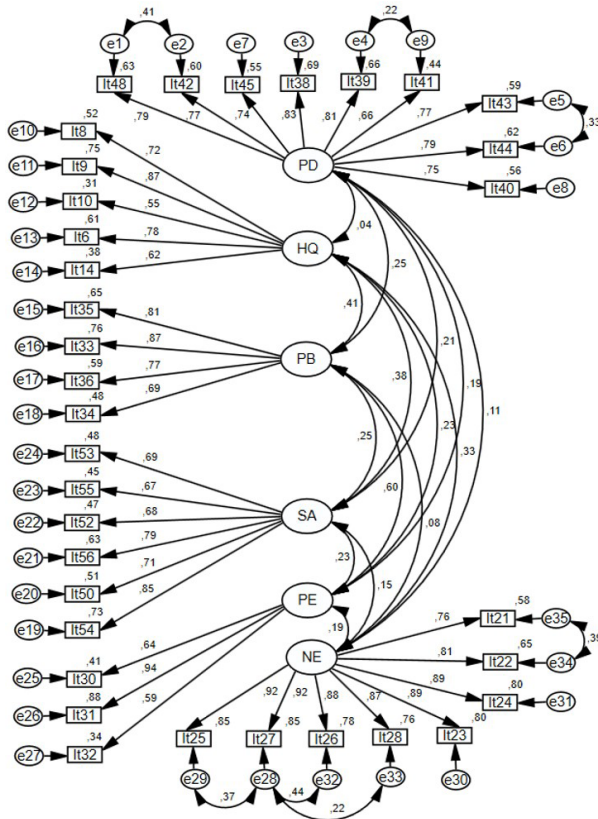 ,41
,22
e1 e2 e7 e3 e4 e9
,63 ,60 ,55 ,69 ,66 ,44
It48 It42 It45 It38 It39 It41
,59
It43 e5
,33
,62
It44 e6
,56
It40 e8
,79 ,77 ,74 ,83 ,81 ,66 ,77
,79
,75
PD
,52
e10 It8 ,72
,75
e11 It9 ,87
,31
e12 It10 ,55
,61
e13 It6 ,78
,38
e14 It14 ,62
HQ
,04
,25
,41
,65
e15 It35 ,81
,76
e16 It33 ,87
,59
e17 It36 ,77
,48
e18 It34 ,69
PB
,21
,38
,19
,11
,23
,33
,25
,60
,08
,48
e24 It53 ,69
,45
e23 It55 ,67
,47
e22 It52 ,68
,63
e21 It56 ,79
,51
e20 It50 ,71
,73
e19 It54 ,85
SA
,23
,15
PE
,19
,41
e25 It30 ,64
,88
e26 It31 ,94
,34
e27 It32 ,59
NE
,58
,76 It21 e35
,39
,65
,81 It22 e34
,80
,89 It24 e31
,92 ,92 ,88 ,87 ,89
,85 ,85 ,78 ,76 ,80
It25 It27 It26 It28 It23
e29 e28 e32 e33 e30
,37 ,44
,22